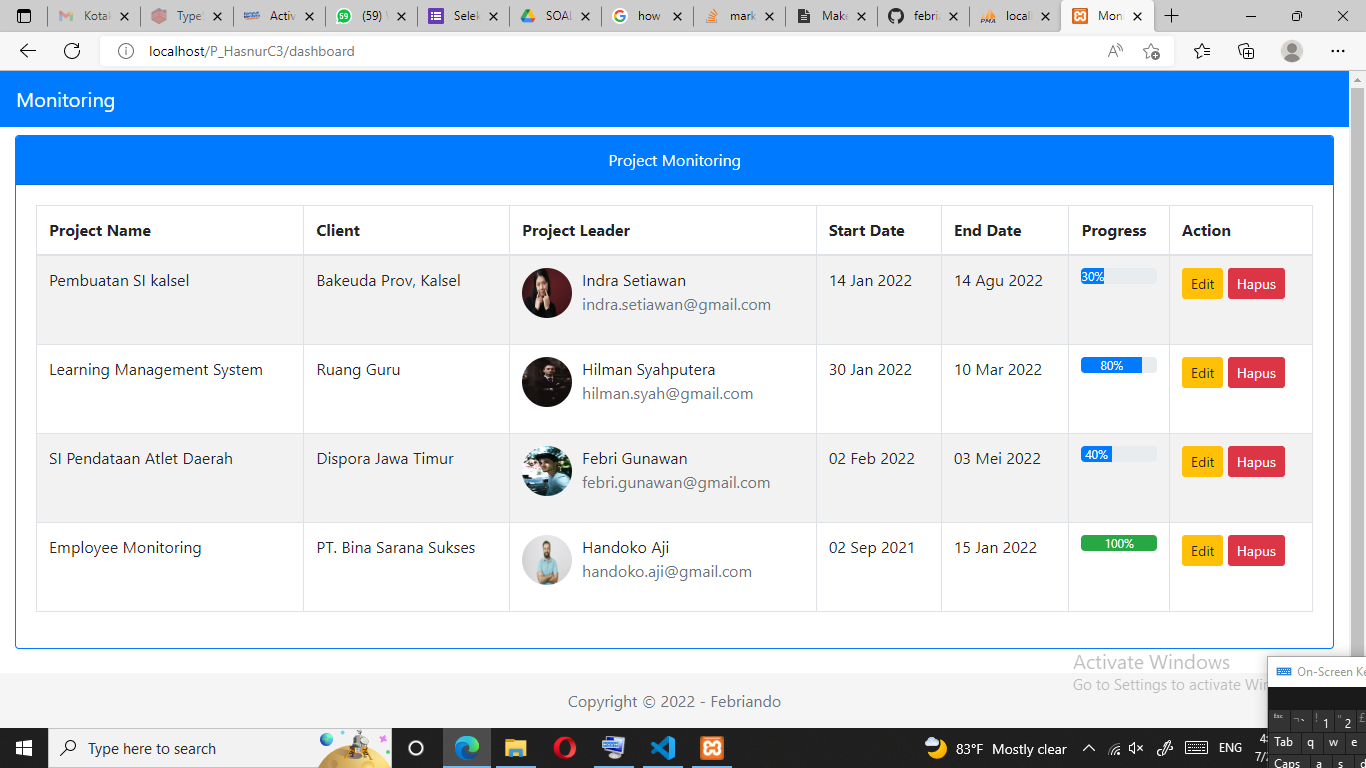 Kotal
Type
Activ
(59)
Selek
SOAL
how
mark
Make
febria
locall
Moni
localhost/P_HasnurC3/dashboard
Monitoring
Project Monitoring
Project Name Client Project Leader Start Date End Date Progress Action
Pembuatan SI kalsel Bakeuda Prov, Kalsel Indra Setiawan 14 Jan 2022 14 Agu 2022 30% Edit Hapus
indra.setiawan@gmail.com
Learning Management System Ruang Guru Hilman Syahputera 30 Jan 2022 10 Mar 2022 80% Edit Hapus
hilman.syah@gmail.com
SI Pendataan Atlet Daerah Dispora Jawa Timur Febri Gunawan 02 Feb 2022 03 Mei 2022 40% Edit Hapus
febri.gunawan@gmail.com
Employee Monitoring PT. Bina Sarana Sukses Handoko Aji 02 Sep 2021 15 Jan 2022 100% Edit Hapus
handoko.aji@gmail.com
Activate Windows
Go to Settings to activate Wi
On-Screen Ke
Copyright © 2022 - Febriando
Esc 1 2
Tab q w e
Caps a s
Type here to search
83°F Mostly clear
ENG